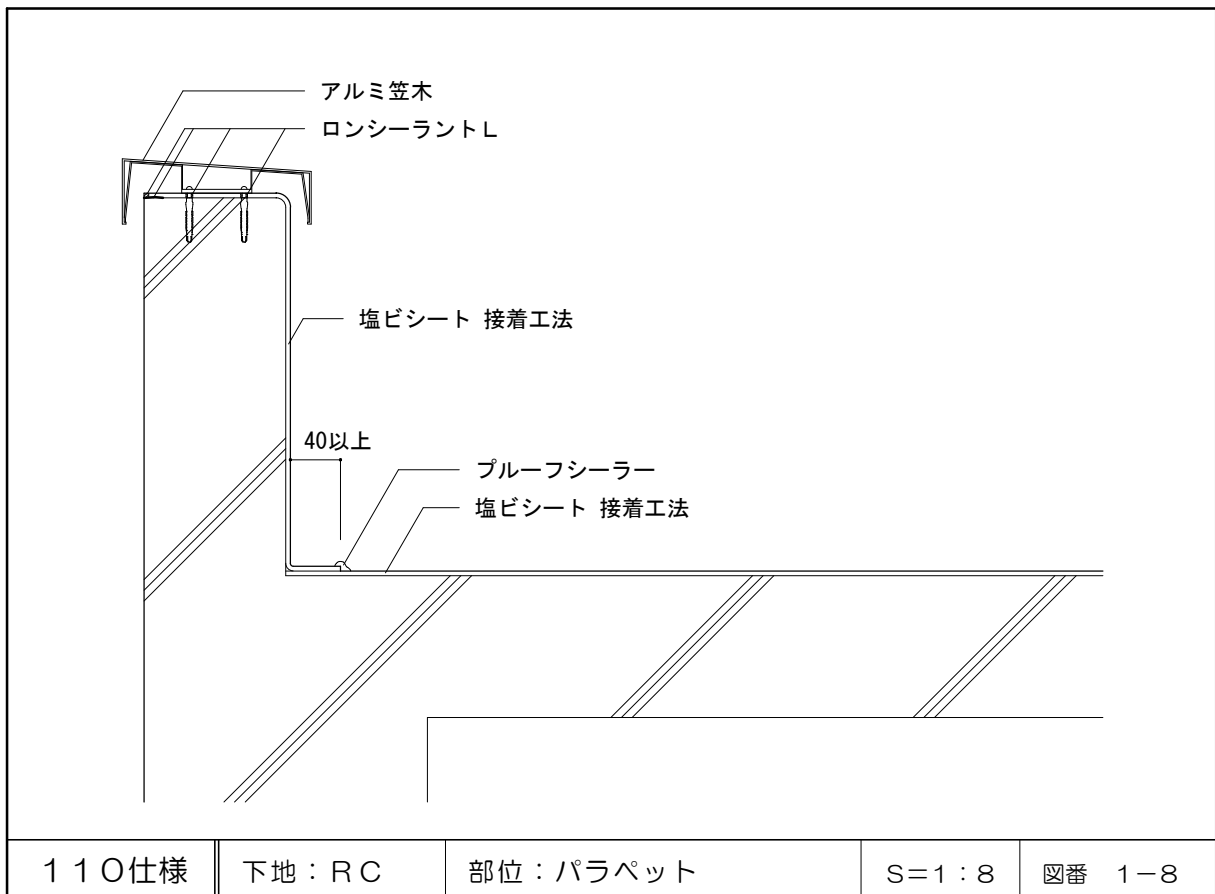 アルミ笠木
ロンシーラントL
塩ビシート 接着工法
40以上
プルーフシーラー
塩ビシート 接着工法
110仕様 下地：RC 部位：パラペット S=1：8 図番 1-8